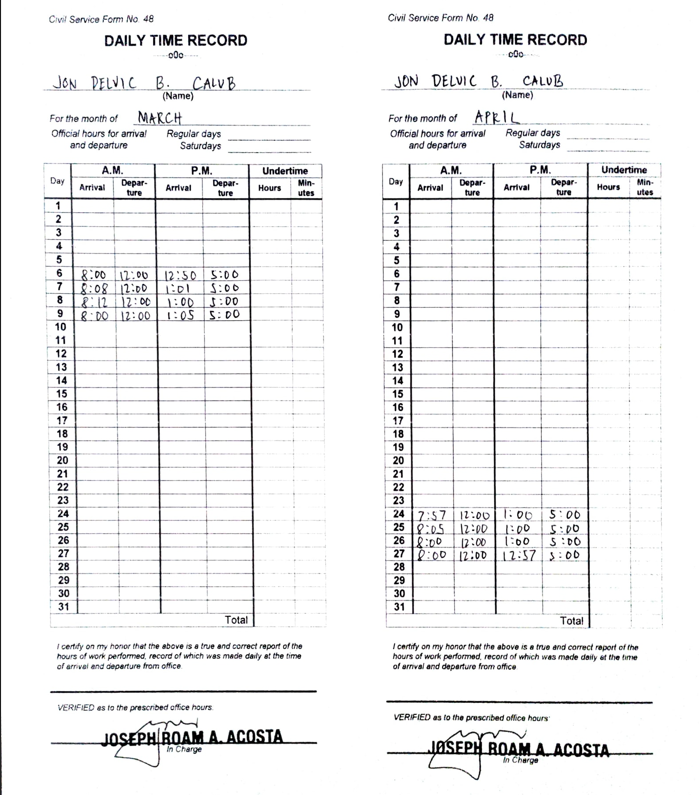 Civil Service Form No. 48
DAILY TIME RECORD
-----o0o-----
JON DELVIC B. CALUB
(Name)
For the month of MARCH
Official hours for arrival and departure
Regular days
Saturdays
Day A.M. P.M. Undertime
Arrival Departure Arrival Departure Hours Minutes
1
2
3
4
5
6 8:00 12:00 12:50 5:00
7 8:08 12:00 1:01 5:00
8 8:12 12:00 1:00 5:00
9 8:00 12:00 1:05 5:00
10
11
12
13
14
15
16
17
18
19
20
21
22
23
24
25
26
27
28
29
30
31
Total
I certify on my honor that the above is a true and correct report of the
hours of work performed, record of which was made daily at the time
of arrival and departure from office.
VERIFIED as to the prescribed office hours.
JOSEPH ROAM A. ACOSTA
In Charge
Civil Service Form No. 48
DAILY TIME RECORD
-----o0o-----
JON DELVIC B. CALUB
(Name)
For the month of APRIL
Official hours for arrival and departure
Regular days
Saturdays
Day A.M. P.M. Undertime
Arrival Departure Arrival Departure Hours Minutes
1
2
3
4
5
6
7
8
9
10
11
12
13
14
15
16
17
18
19
20
21
22
23
24 7:57 12:00 1:00 5:00
25 8:05 12:00 1:00 5:00
26 8:00 12:00 1:00 5:00
27 8:00 12:00 12:57 5:00
28
29
30
31
Total
I certify on my honor that the above is a true and correct report of the
hours of work performed, record of which was made daily at the time
of arrival and departure from office.
VERIFIED as to the prescribed office hours:
JOSEPH ROAM A. ACOSTA
In Charge